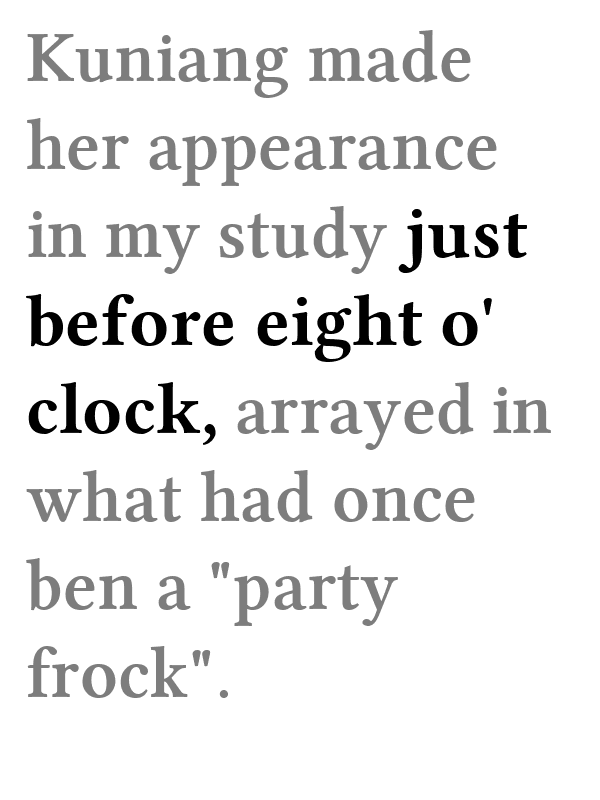 Kuniang made
her appearance
in my study just
before eight o'
clock, arrayed in
what had once
ben a "party
frock".